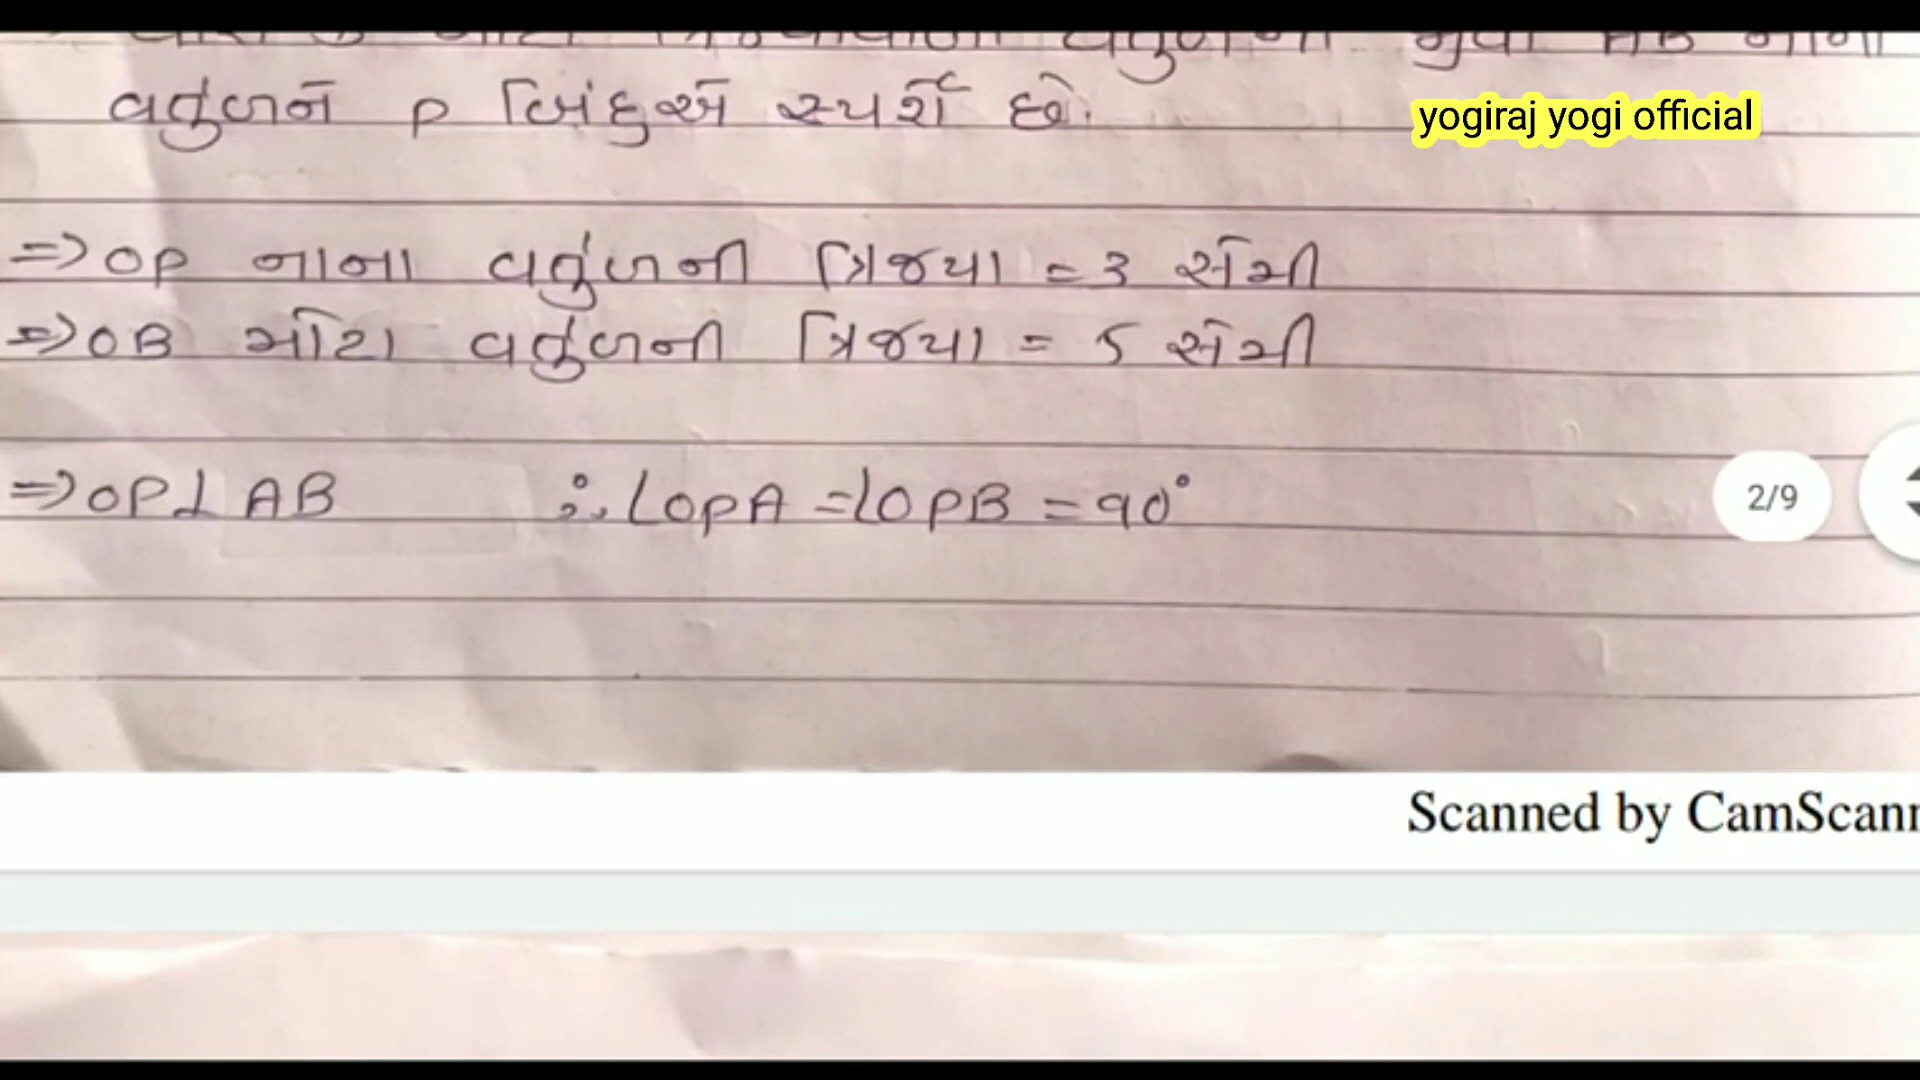 વર્તુળને P બિંદુએ સ્પર્શે છે.
yogiraj yogi official
=> OP નાના વર્તુળની ત્રિજ્યા = 3 સેમી
=> OB મોટા વર્તુળની ત્રિજ્યા = 5 સેમી
=> OP ⊥ AB ∴ ∠OPA = ∠OPB = 90°
2/9
Scanned by CamScann